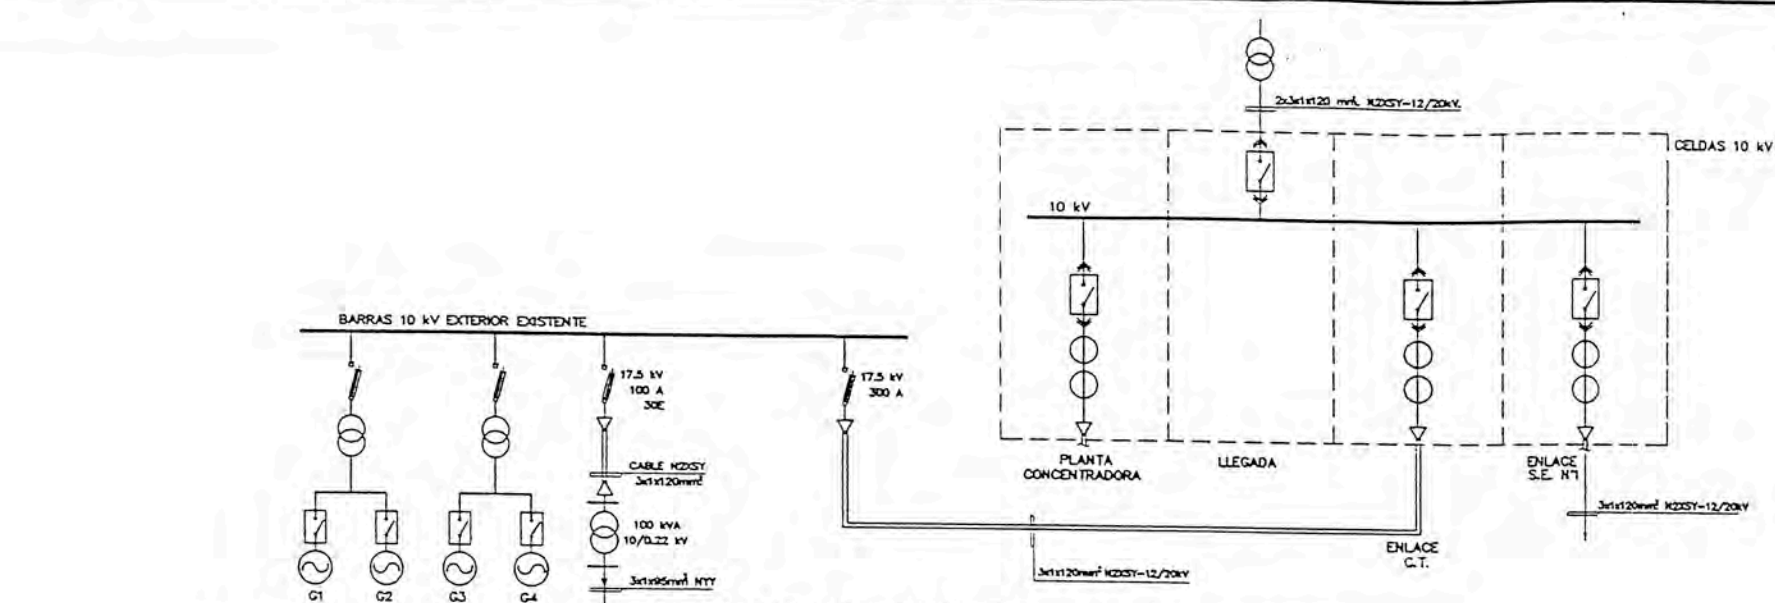 2x3x1x120 mm². N2XSY-12/20kV.
CELDAS 10 kV
10 kV
BARRAS 10 kV EXTERIOR EXISTENTE
17.5 kV
100 A
30E
17.5 kV
300 A
PLANTA
CONCENTRADORA
LLEGADA
ENLACE
S.E. Nº1
CABLE N2XSY
3x1x120mm²
3x1x120mm² N2XSY-12/20kV
100 kVA
10/0.22 kV
ENLACE
C.T.
3x1x120mm² N2XSY-12/20kV
3x1x95mm² NYY
G1
G2
G3
G4